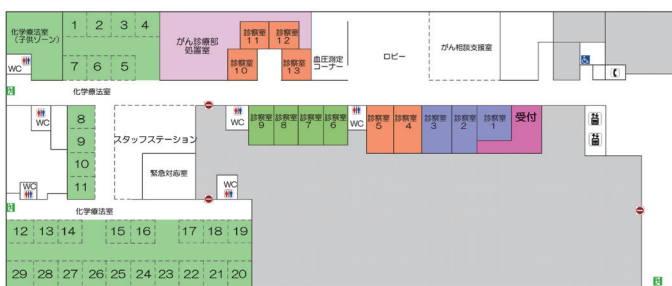 化学療法室
(子供ゾーン)
1 2 3 4
7 6 5
WC
がん診療部
処置室
診察室
11
診察室
12
診察室
10
診察室
13
血圧測定
コーナー
ロビー
がん相談支援室
化学療法室
8
9
10
11
WC
WC
スタッフステーション
緊急対応室
WC
WC
診察室
9
診察室
8
診察室
7
診察室
6
WC
診察室
5
診察室
4
診察室
3
診察室
2
診察室
1
受付
化学療法室
12 13 14 15 16 17 18 19
29 28 27 26 25 24 23 22 21 20